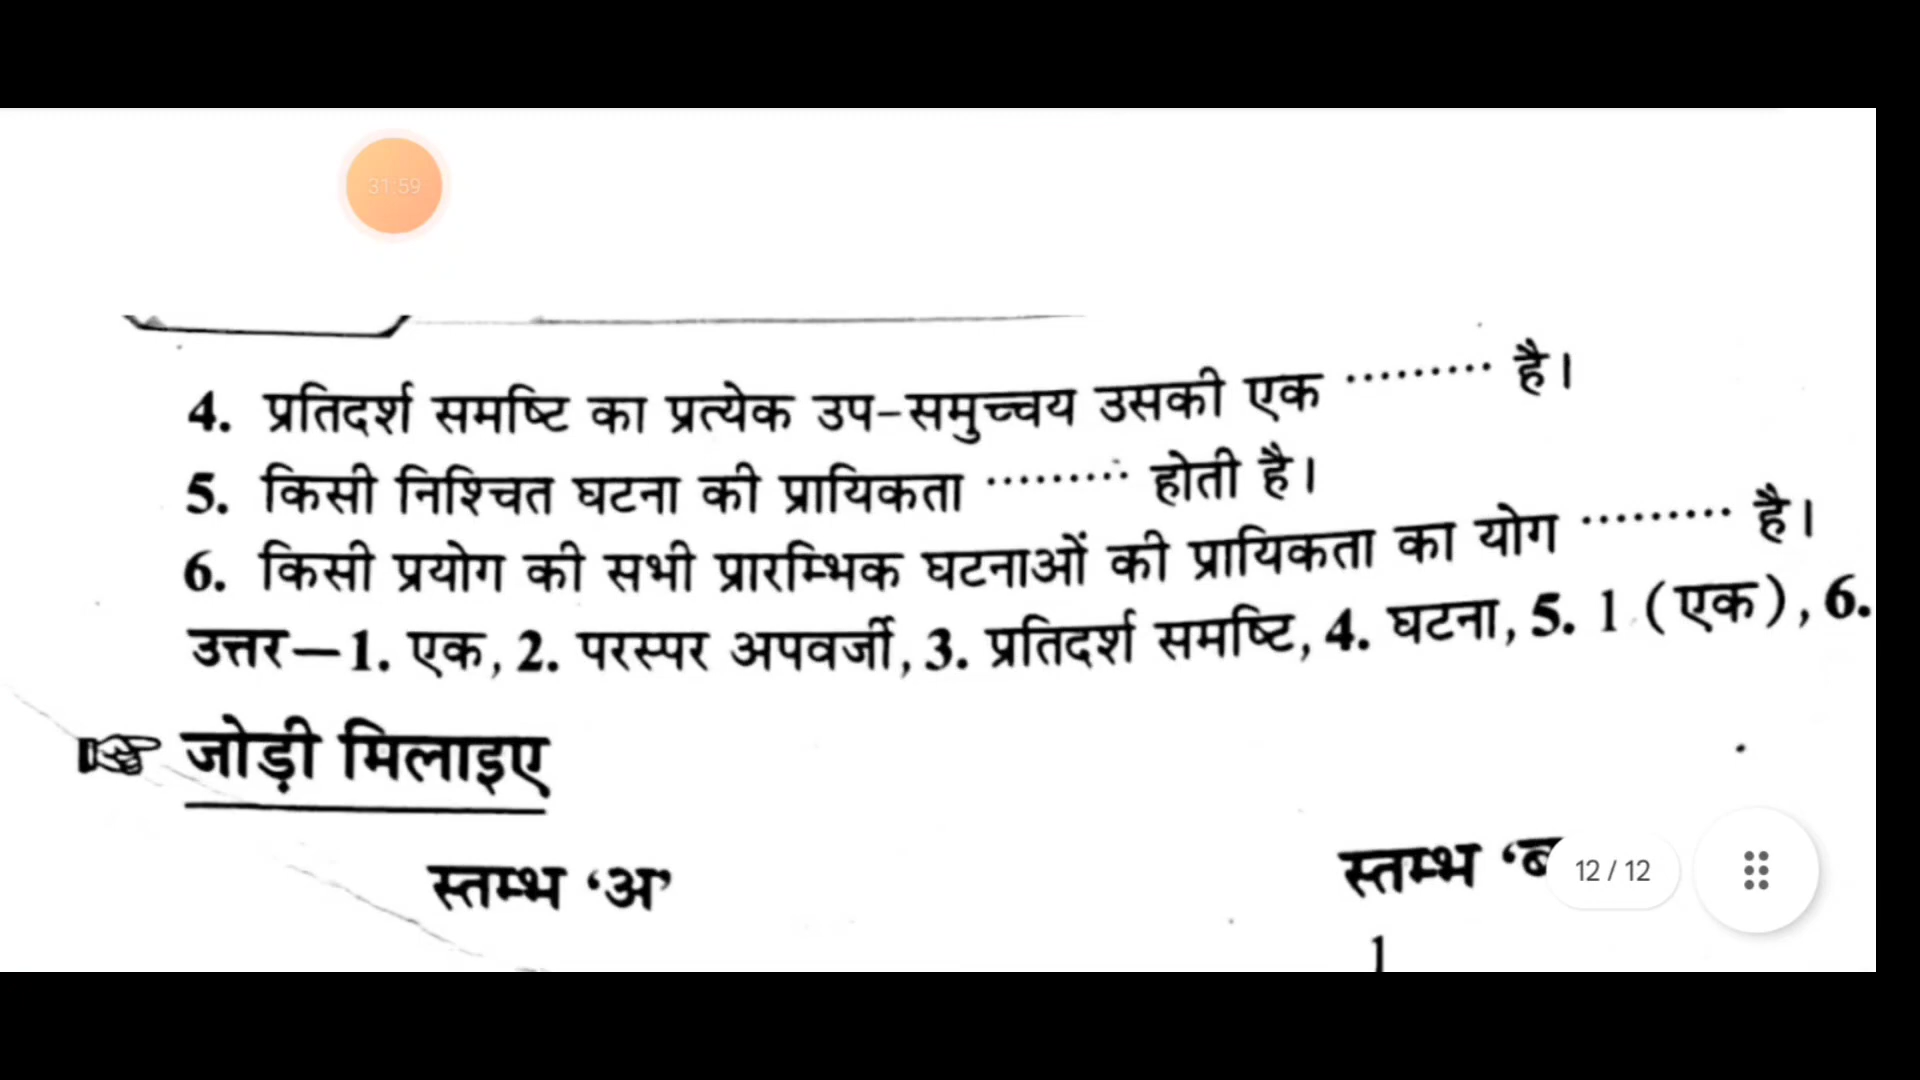 31:59
4. प्रतिदर्श समष्टि का प्रत्येक उप-समुच्चय उसकी एक ········· है।
5. किसी निश्चित घटना की प्रायिकता ········· होती है।
6. किसी प्रयोग की सभी प्रारम्भिक घटनाओं की प्रायिकता का योग ········· है।
उत्तर—1. एक, 2. परस्पर अपवर्जी, 3. प्रतिदर्श समष्टि, 4. घटना, 5. 1 (एक), 6.
जोड़ी मिलाइए
स्तम्भ ‘अ’ स्तम्भ ‘ब
12 / 12
1